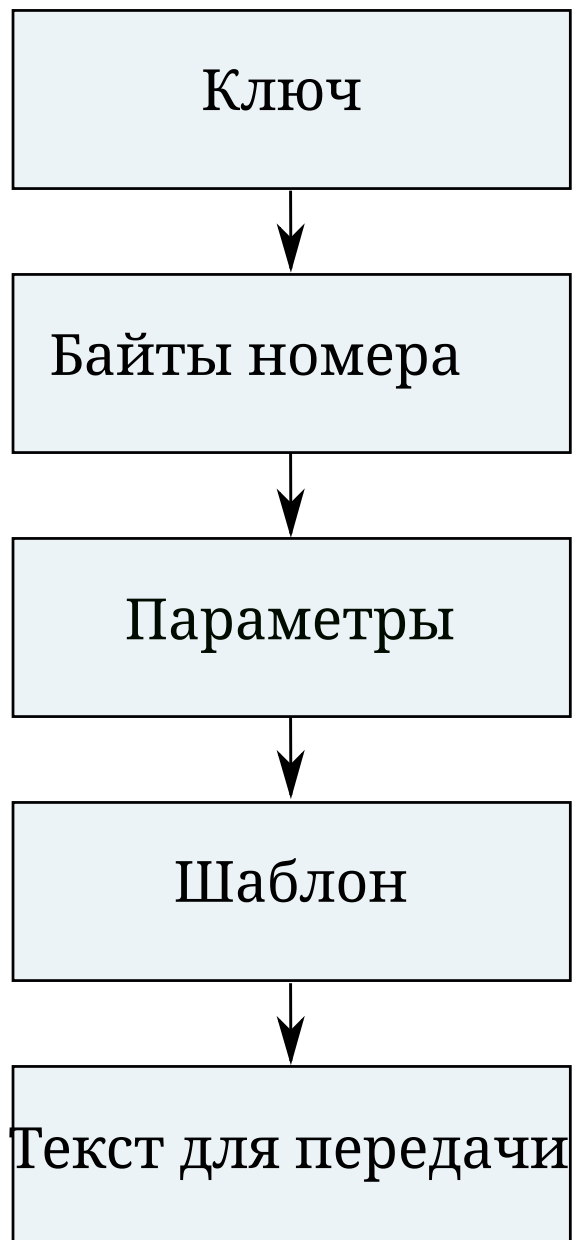 Ключ
Байты номера
Параметры
Шаблон
Текст для передачи